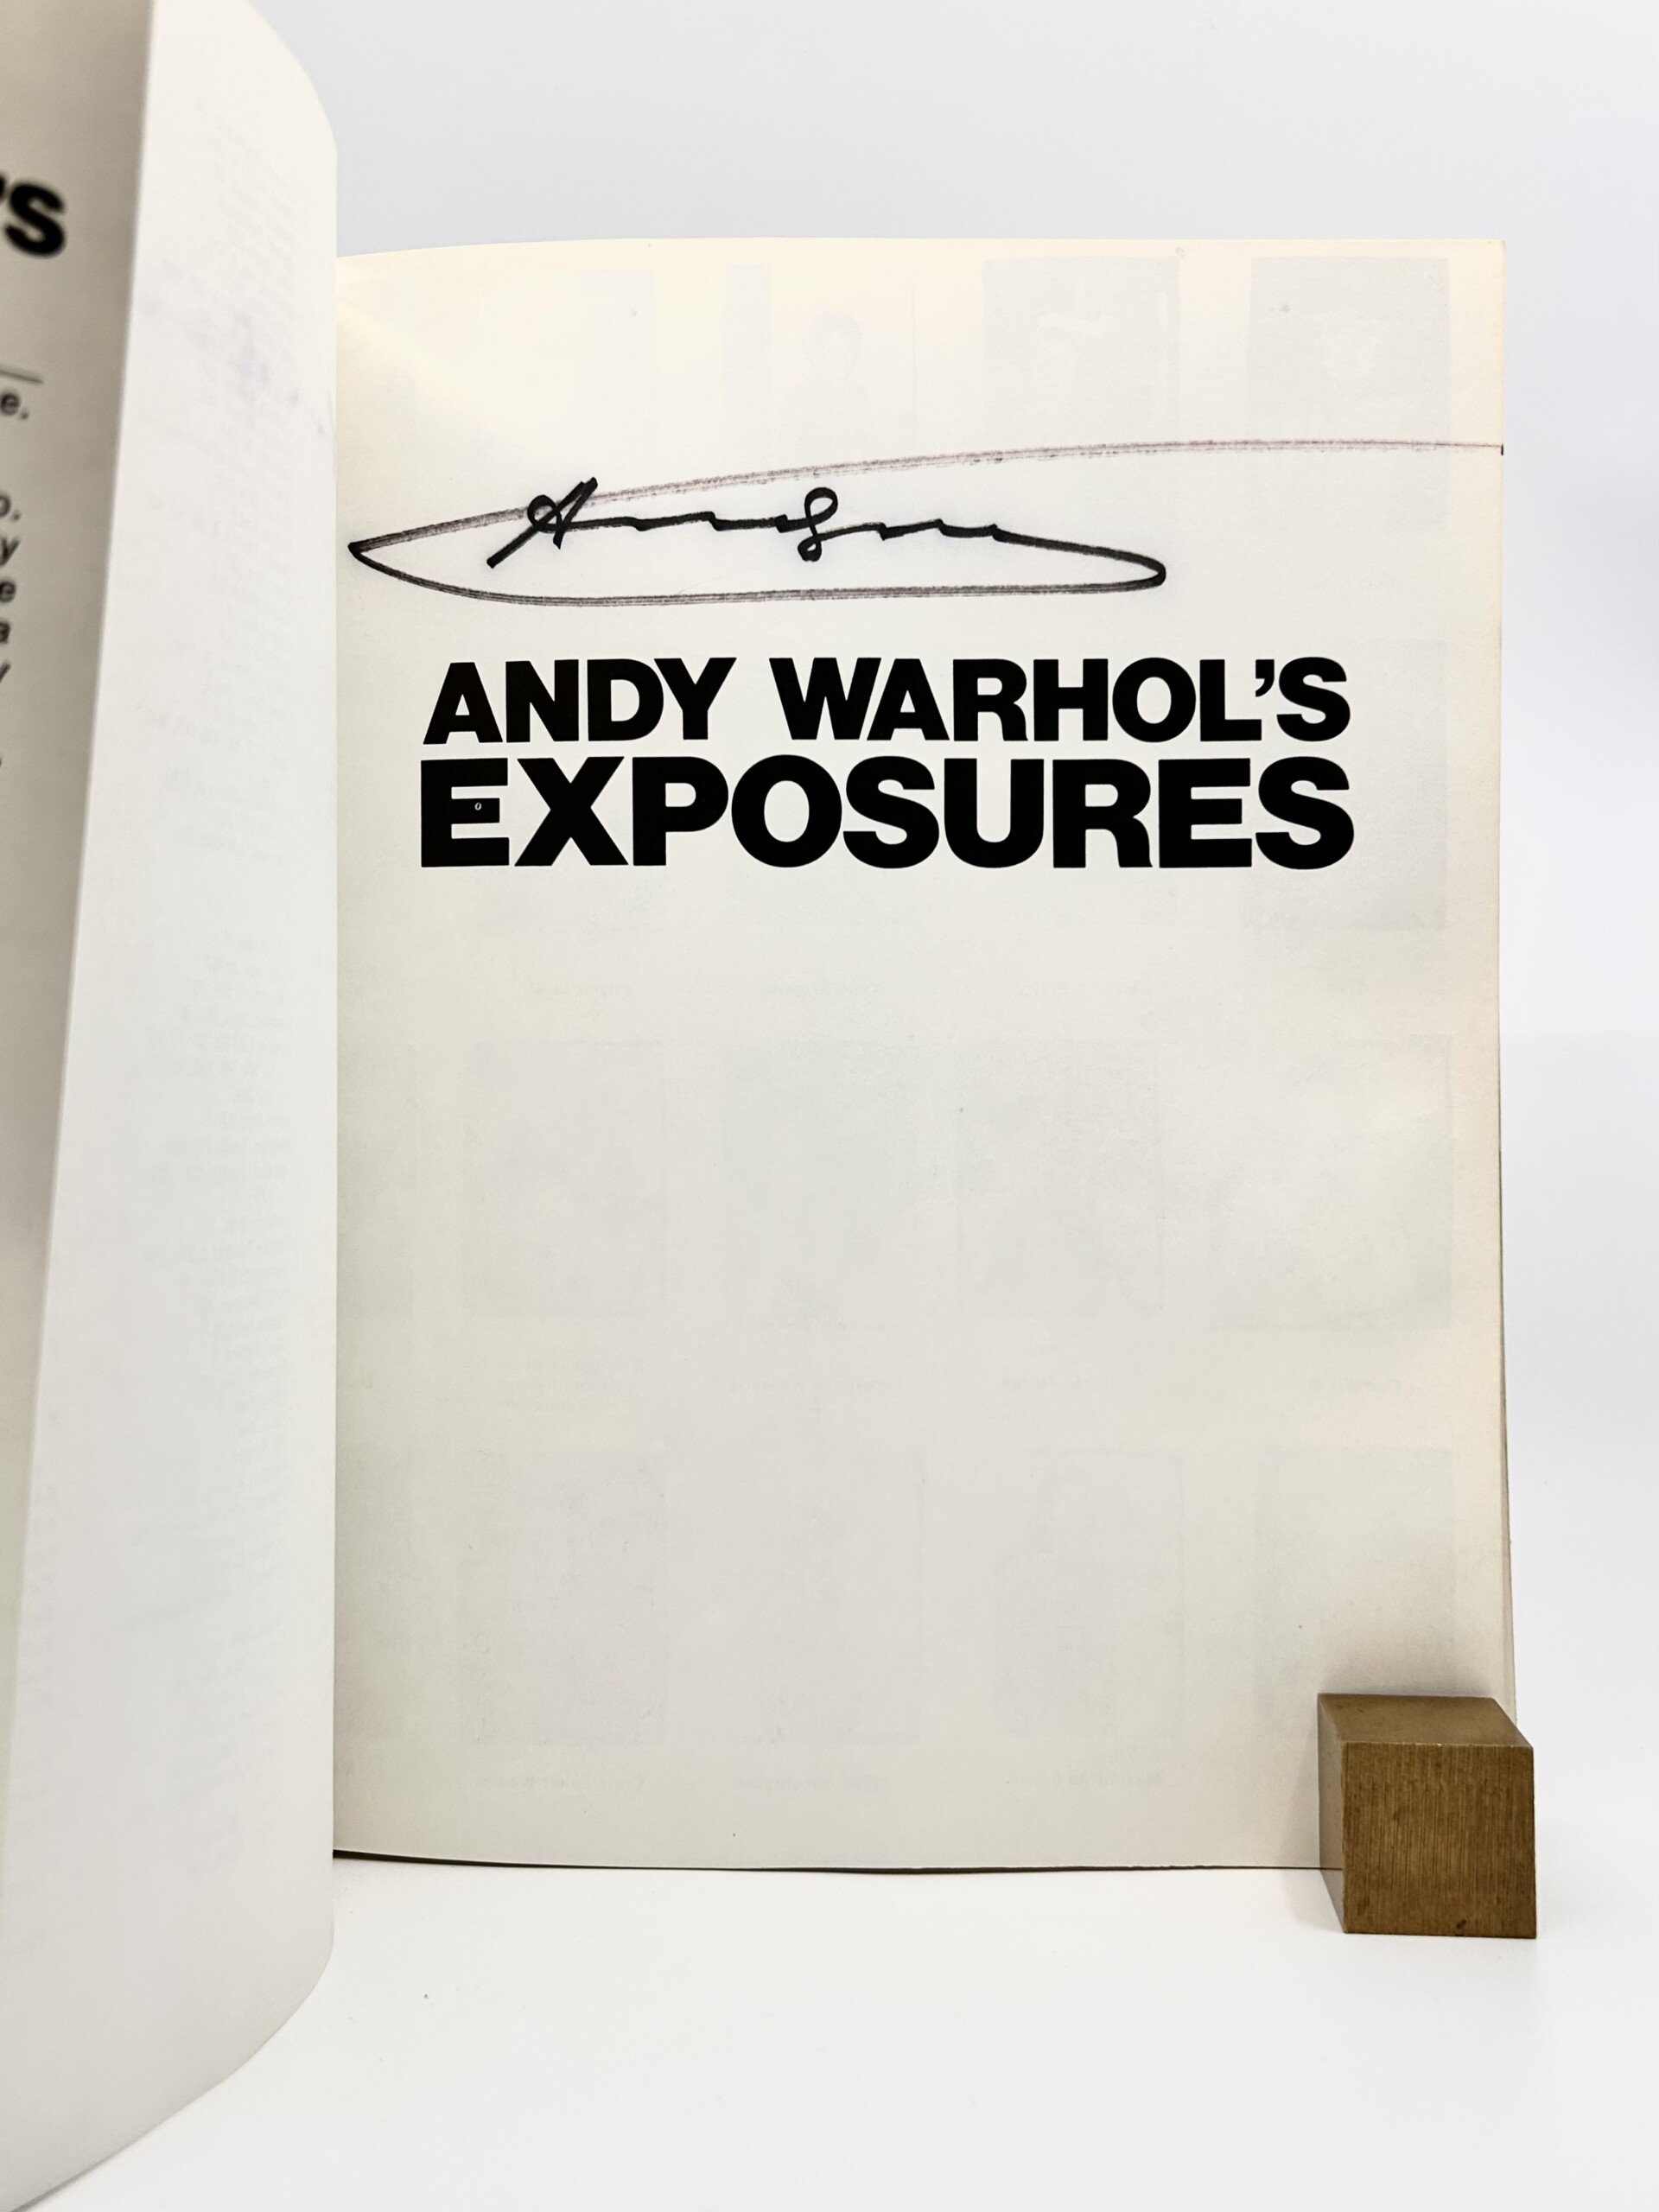 'S
e.
y
e
a
y
ANDY WARHOL'S
EXPOSURES